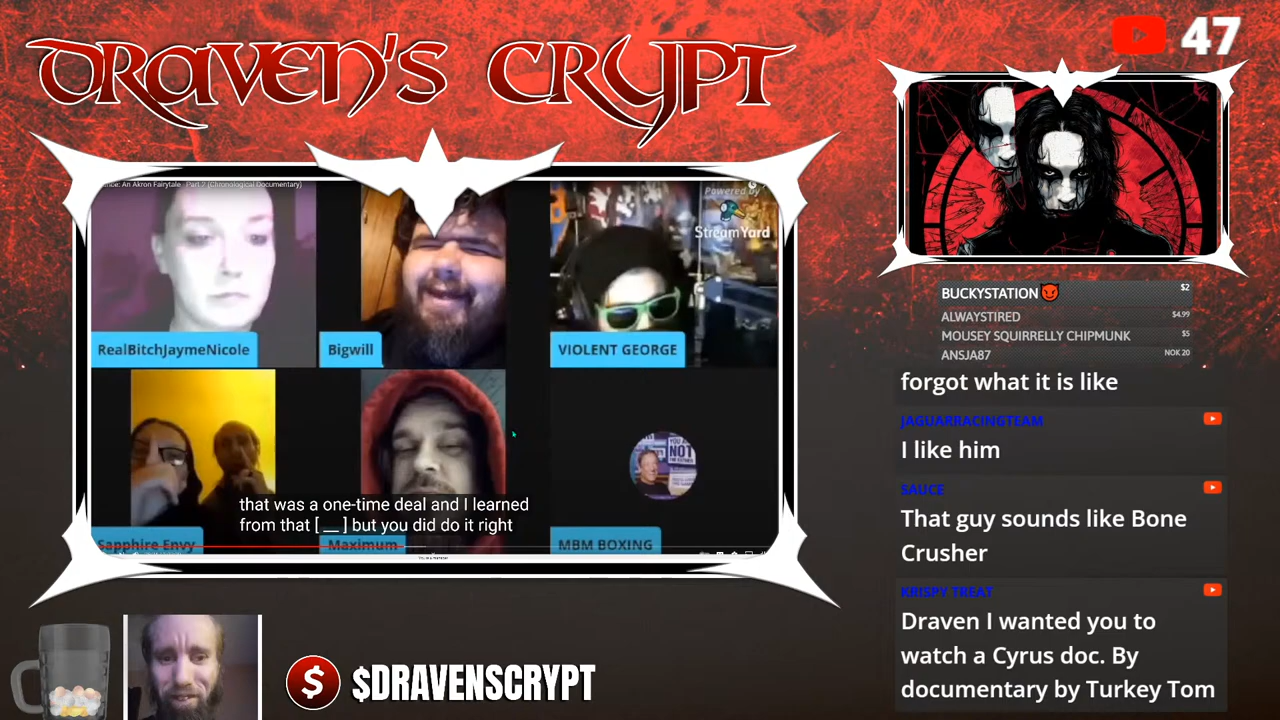 DRAVEN'S CRYPT
47
An Akron Fairytale - Part 2 (Chronological Documentary)
Powered by
StreamYard
RealBitchJaymeNicole
Bigwill
VIOLENT GEORGE
YOU A
NOT
that was a one-time deal and I learned
from that [ __ ] but you did do it right
Sapphire Envy
Maximum
MBM BOXING
BUCKYSTATION😈 $2
ALWAYSTIRED $4.99
MOUSEY SQUIRRELLY CHIPMUNK $5
ANSJA87 NOK 20
forgot what it is like
JAGUARRACINGTEAM
I like him
SAUCE
That guy sounds like Bone
Crusher
KRISPY TREAT
Draven I wanted you to
watch a Cyrus doc. By
documentary by Turkey Tom
$ $DRAVENSCRYPT